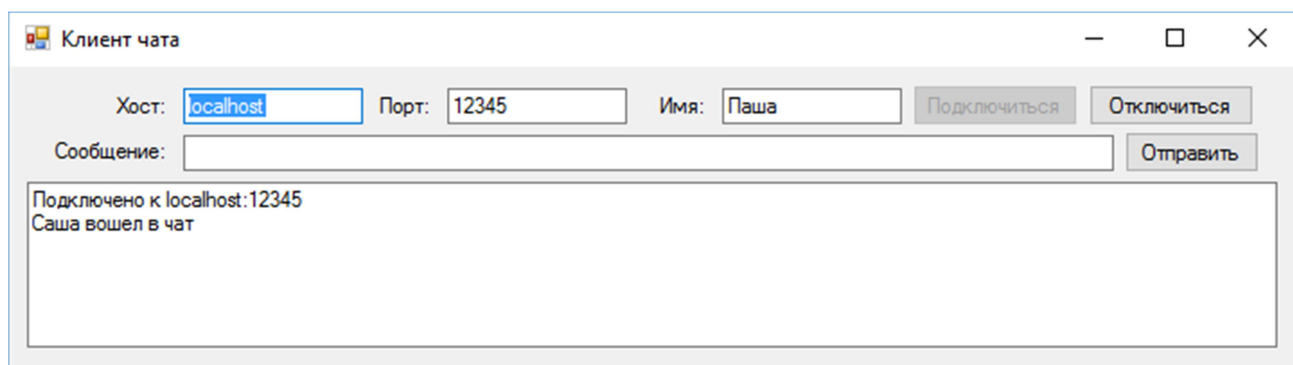 Клиент чата
Хост: localhost Порт: 12345 Имя: Паша Подключиться Отключиться
Сообщение: Отправить
Подключено к localhost:12345
Саша вошел в чат